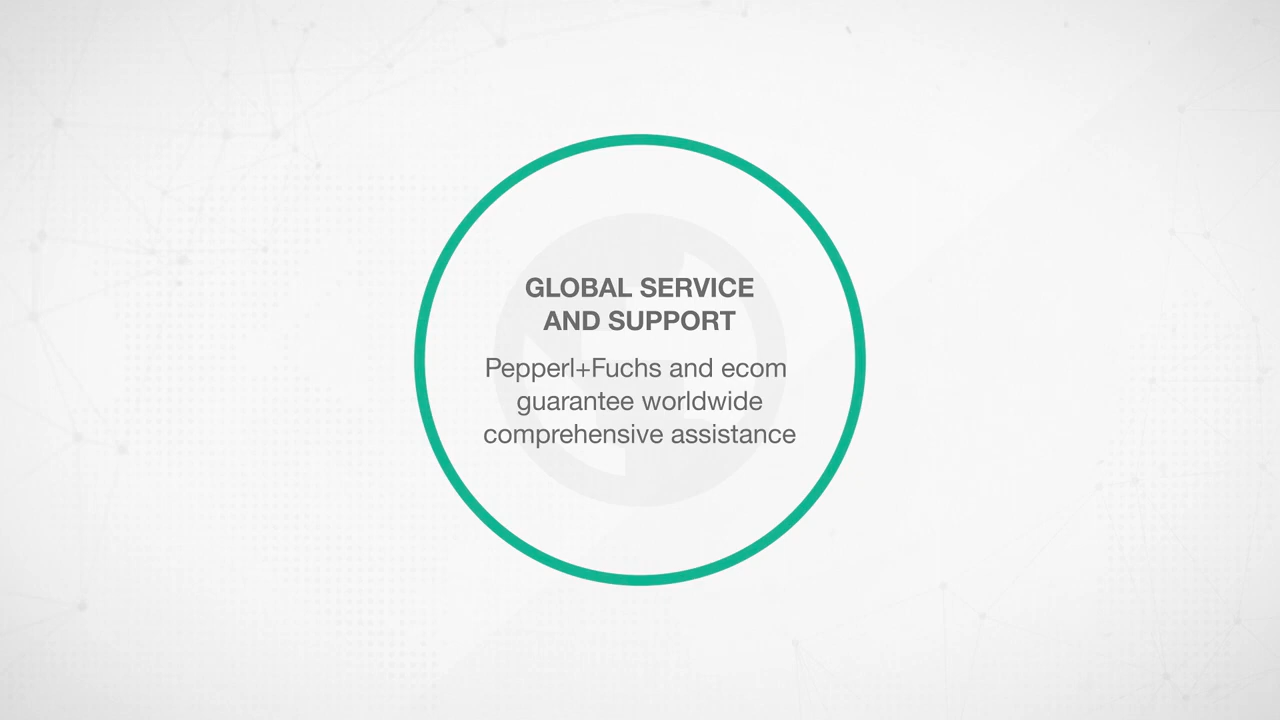 GLOBAL SERVICE
AND SUPPORT
Pepperl+Fuchs and ecom
guarantee worldwide
comprehensive assistance